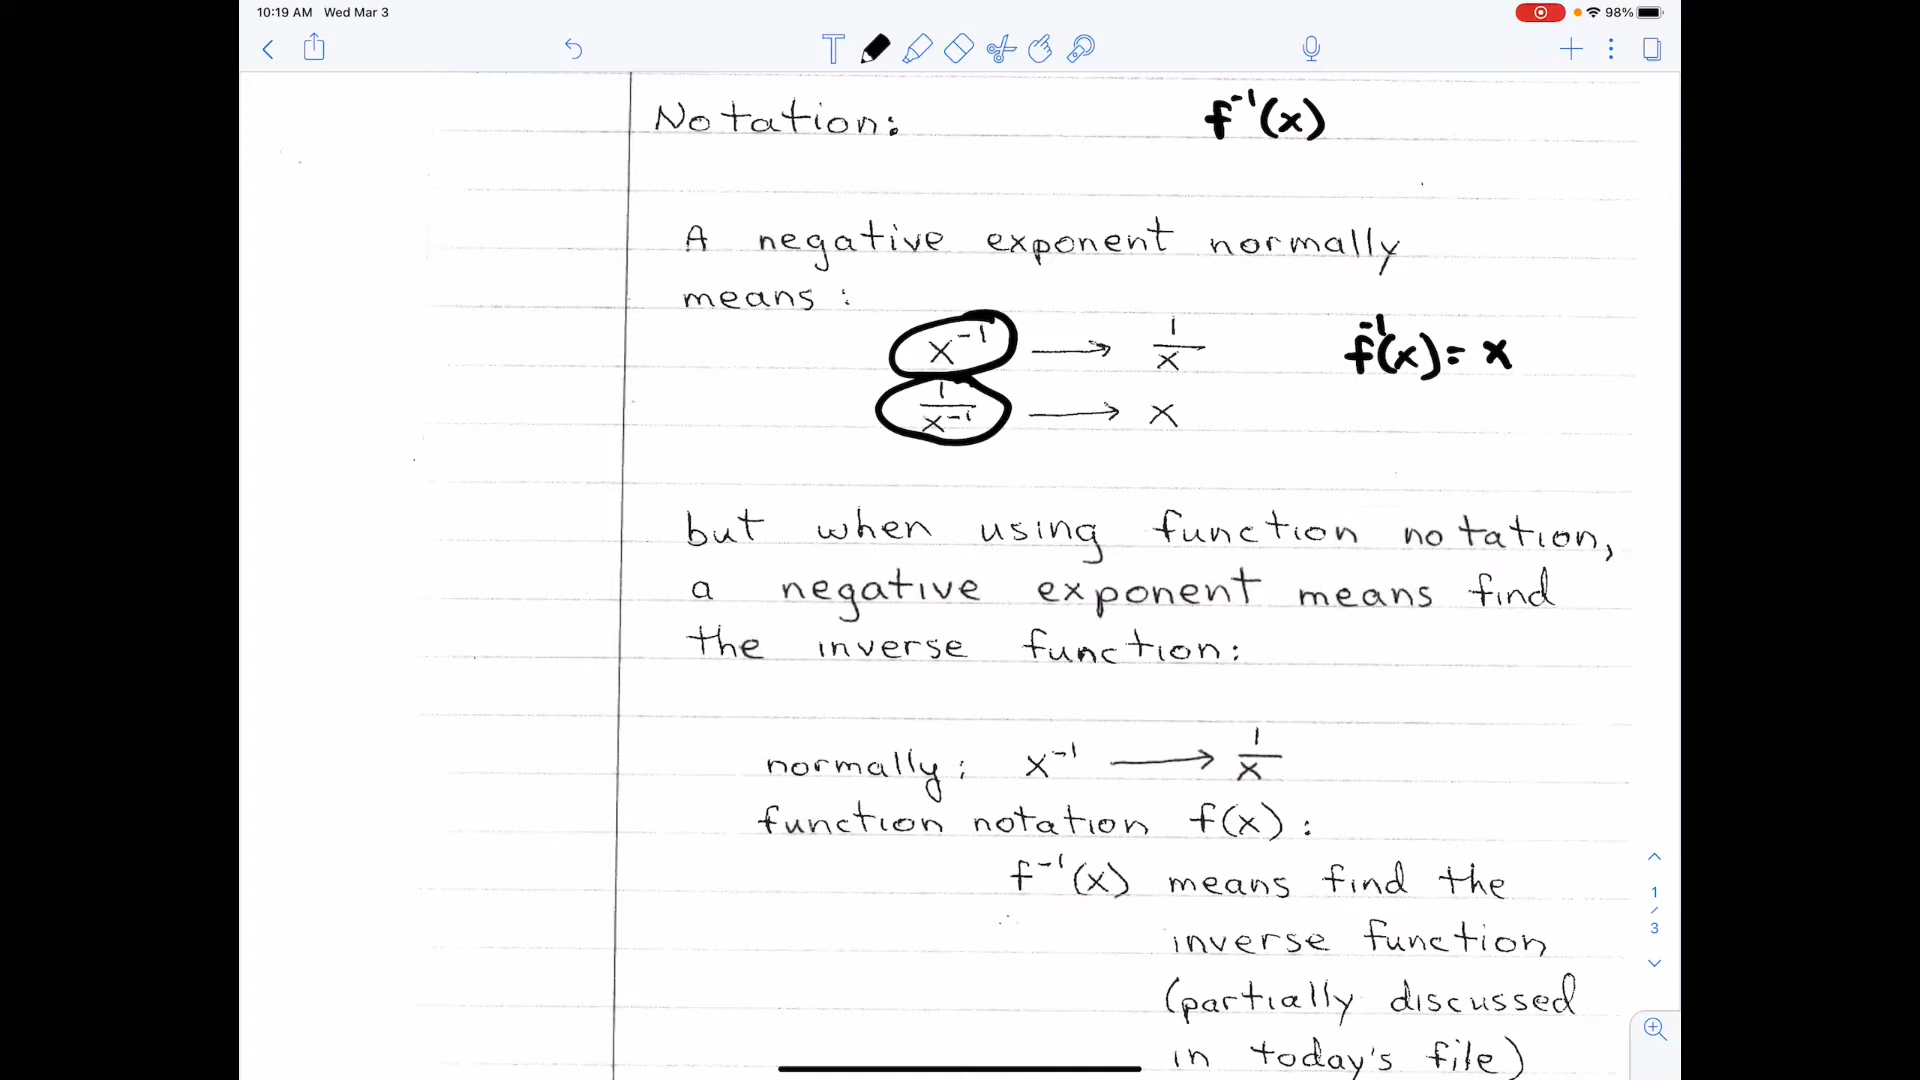 10:19 AM Wed Mar 3
98%
Notation: f⁻¹(x)
A negative exponent normally
means:
x⁻¹ → 1/x f⁻¹(x) = x
1/x⁻¹ → x
but when using function notation,
a negative exponent means find
the inverse function:
normally: x⁻¹ → 1/x
function notation f(x):
f⁻¹(x) means find the
inverse function
(partially discussed
in today's file)
1
/
3